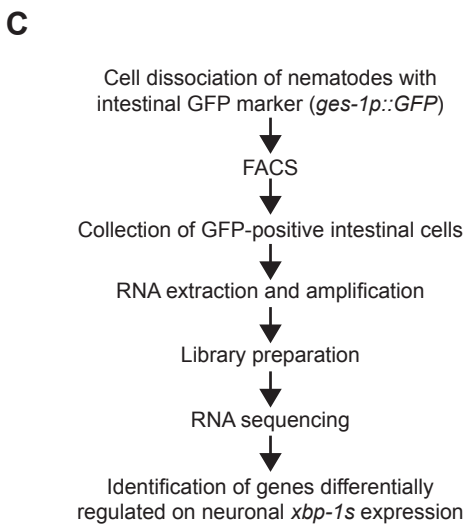 C
Cell dissociation of nematodes with
intestinal GFP marker (ges-1p::GFP)
FACS
Collection of GFP-positive intestinal cells
RNA extraction and amplification
Library preparation
RNA sequencing
Identification of genes differentially
regulated on neuronal xbp-1s expression